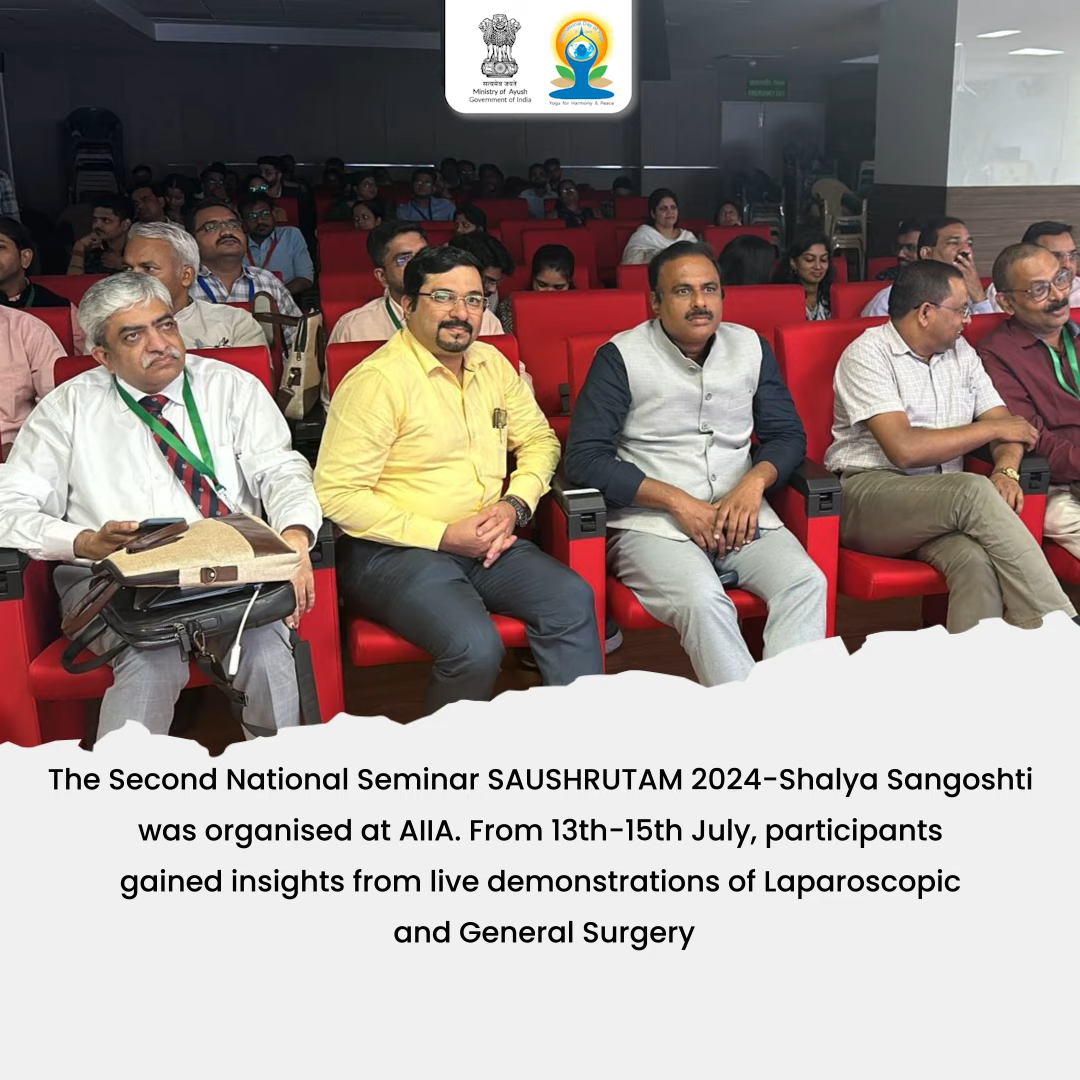 सत्यमेव जयते
Ministry of Ayush
Government of India
Yoga for Harmony & Peace
The Second National Seminar SAUSHRUTAM 2024-Shalya Sangoshti
was organised at AIIA. From 13th-15th July, participants
gained insights from live demonstrations of Laparoscopic
and General Surgery